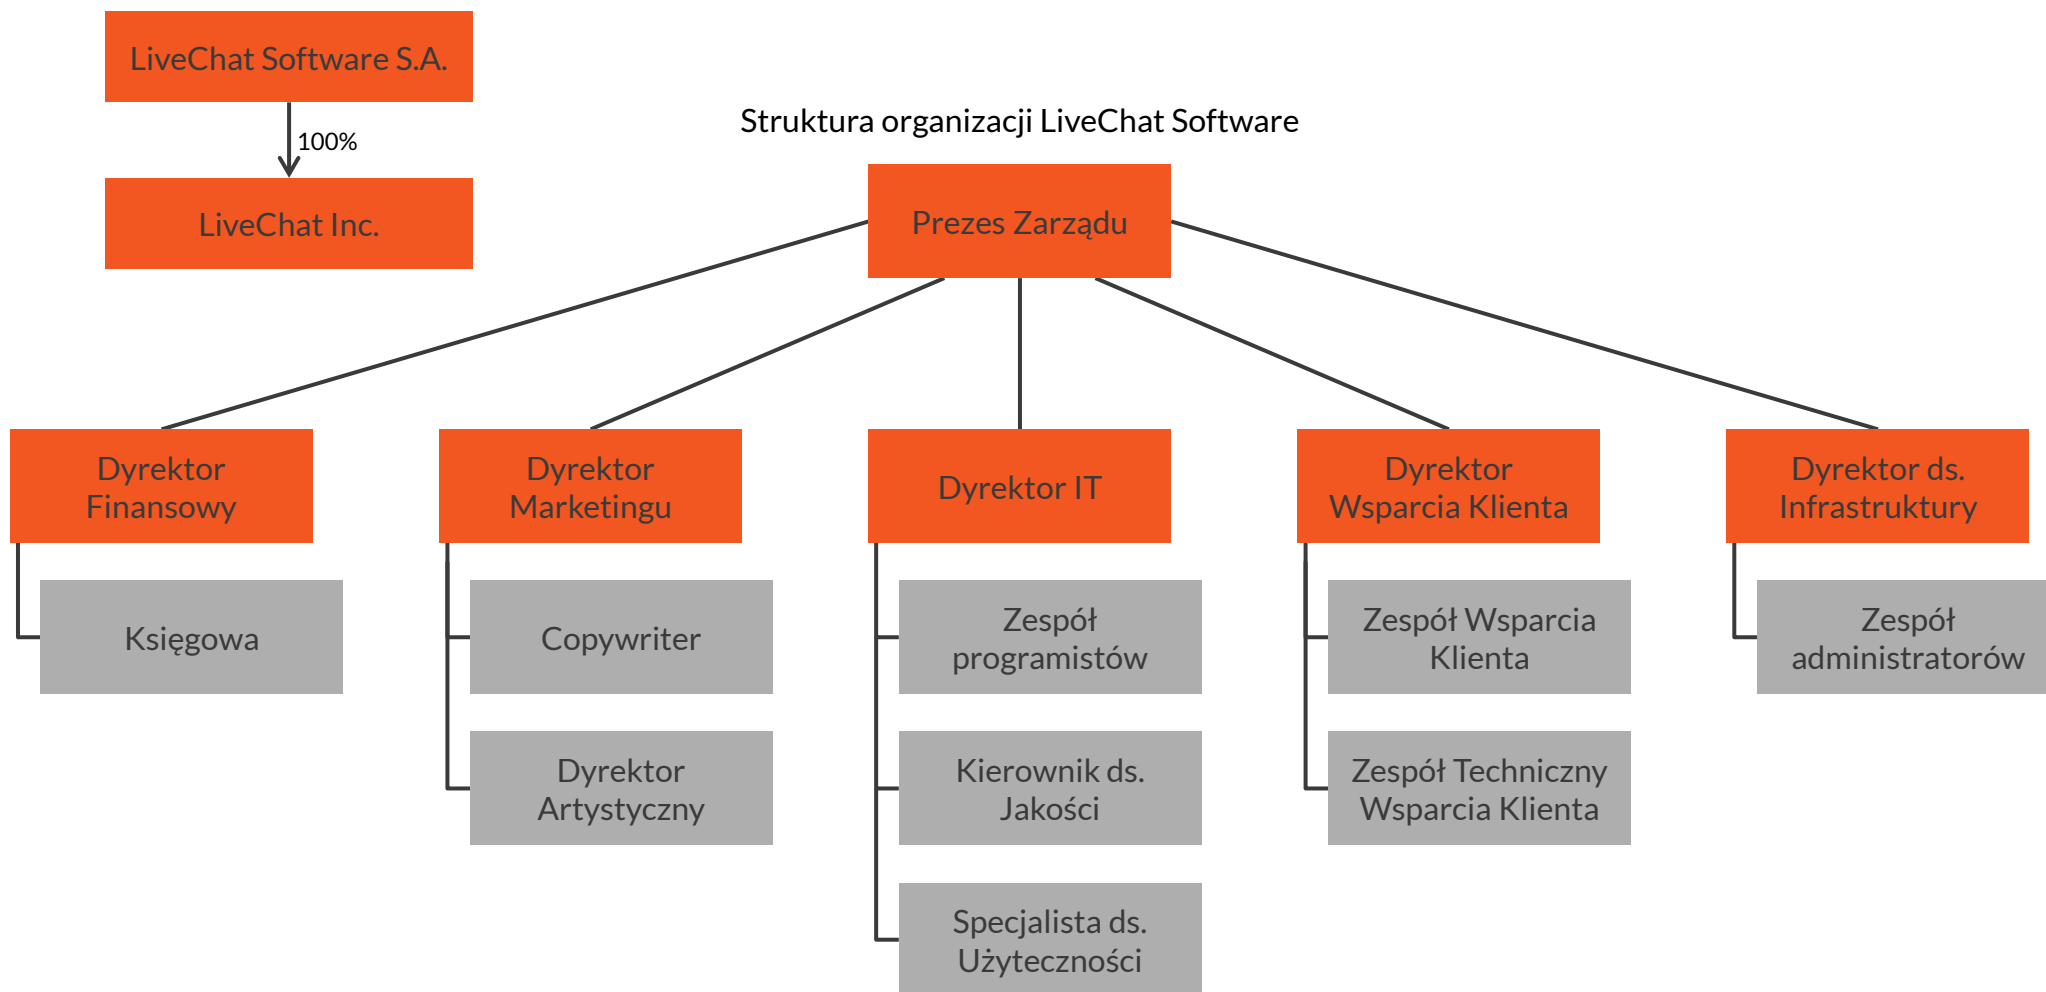 LiveChat Software S.A.
100%
LiveChat Inc.
Struktura organizacji LiveChat Software
Prezes Zarządu
Dyrektor
Finansowy
Księgowa
Dyrektor
Marketingu
Copywriter
Dyrektor
Artystyczny
Dyrektor IT
Zespół
programistów
Kierownik ds.
Jakości
Specjalista ds.
Użyteczności
Dyrektor
Wsparcia Klienta
Zespół Wsparcia
Klienta
Zespół Techniczny
Wsparcia Klienta
Dyrektor ds.
Infrastruktury
Zespół
administratorów